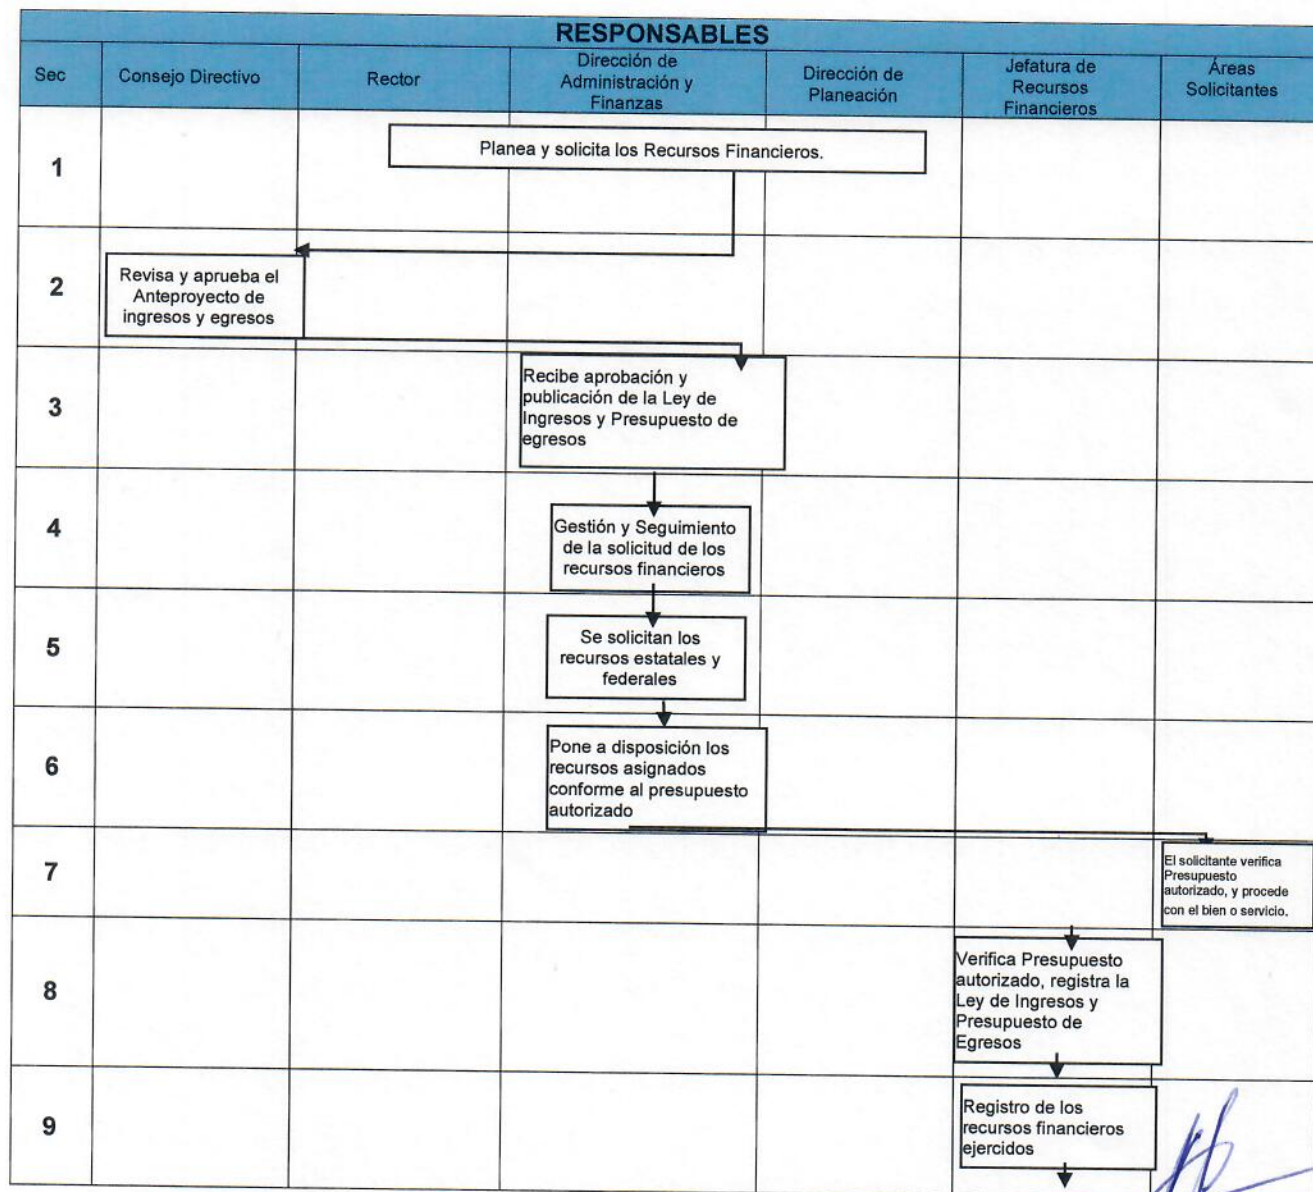 RESPONSABLES
Sec
Consejo Directivo
Rector
Dirección de
Administración y
Finanzas
Dirección de
Planeación
Jefatura de
Recursos
Financieros
Áreas
Solicitantes
1
Planea y solicita los Recursos Financieros.
2
Revisa y aprueba el
Anteproyecto de
ingresos y egresos
3
Recibe aprobación y
publicación de la Ley de
Ingresos y Presupuesto de
egresos
4
Gestión y Seguimiento
de la solicitud de los
recursos financieros
5
Se solicitan los
recursos estatales y
federales
6
Pone a disposición los
recursos asignados
conforme al presupuesto
autorizado
7
El solicitante verifica
Presupuesto
autorizado, y procede
con el bien o servicio.
8
Verifica Presupuesto
autorizado, registra la
Ley de Ingresos y
Presupuesto de
Egresos
9
Registro de los
recursos financieros
ejercidos